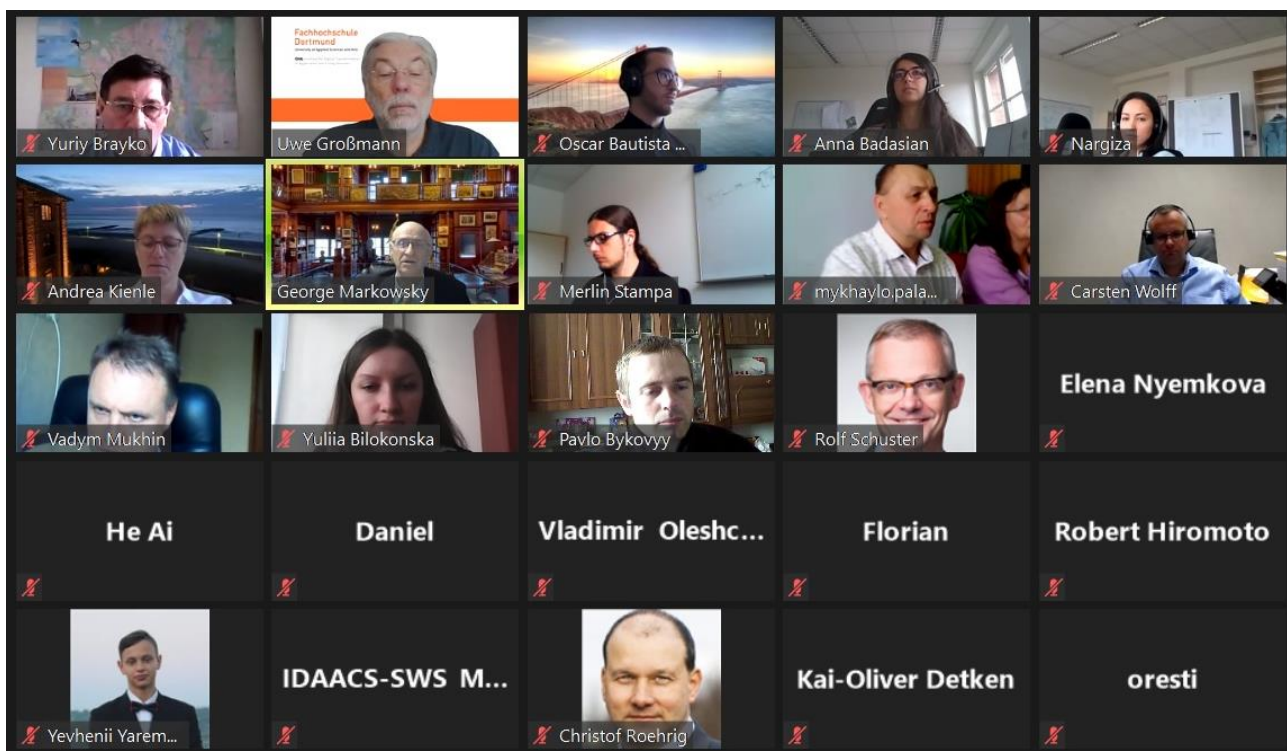 Fachhochschule
Dortmund
Yuriy Brayko
Uwe Großmann
Oscar Bautista ...
Anna Badasian
Nargiza
Andrea Kienle
George Markowsky
Merlin Stampa
mykhaylo.pala...
Carsten Wolff
Vadym Mukhin
Yuliia Bilokonska
Pavlo Bykovyy
Rolf Schuster
Elena Nyemkova
He Ai
Daniel
Vladimir Oleshc...
Florian
Robert Hiromoto
Yevhenii Yarem...
IDAACS-SWS M...
Christof Roehrig
Kai-Oliver Detken
oresti